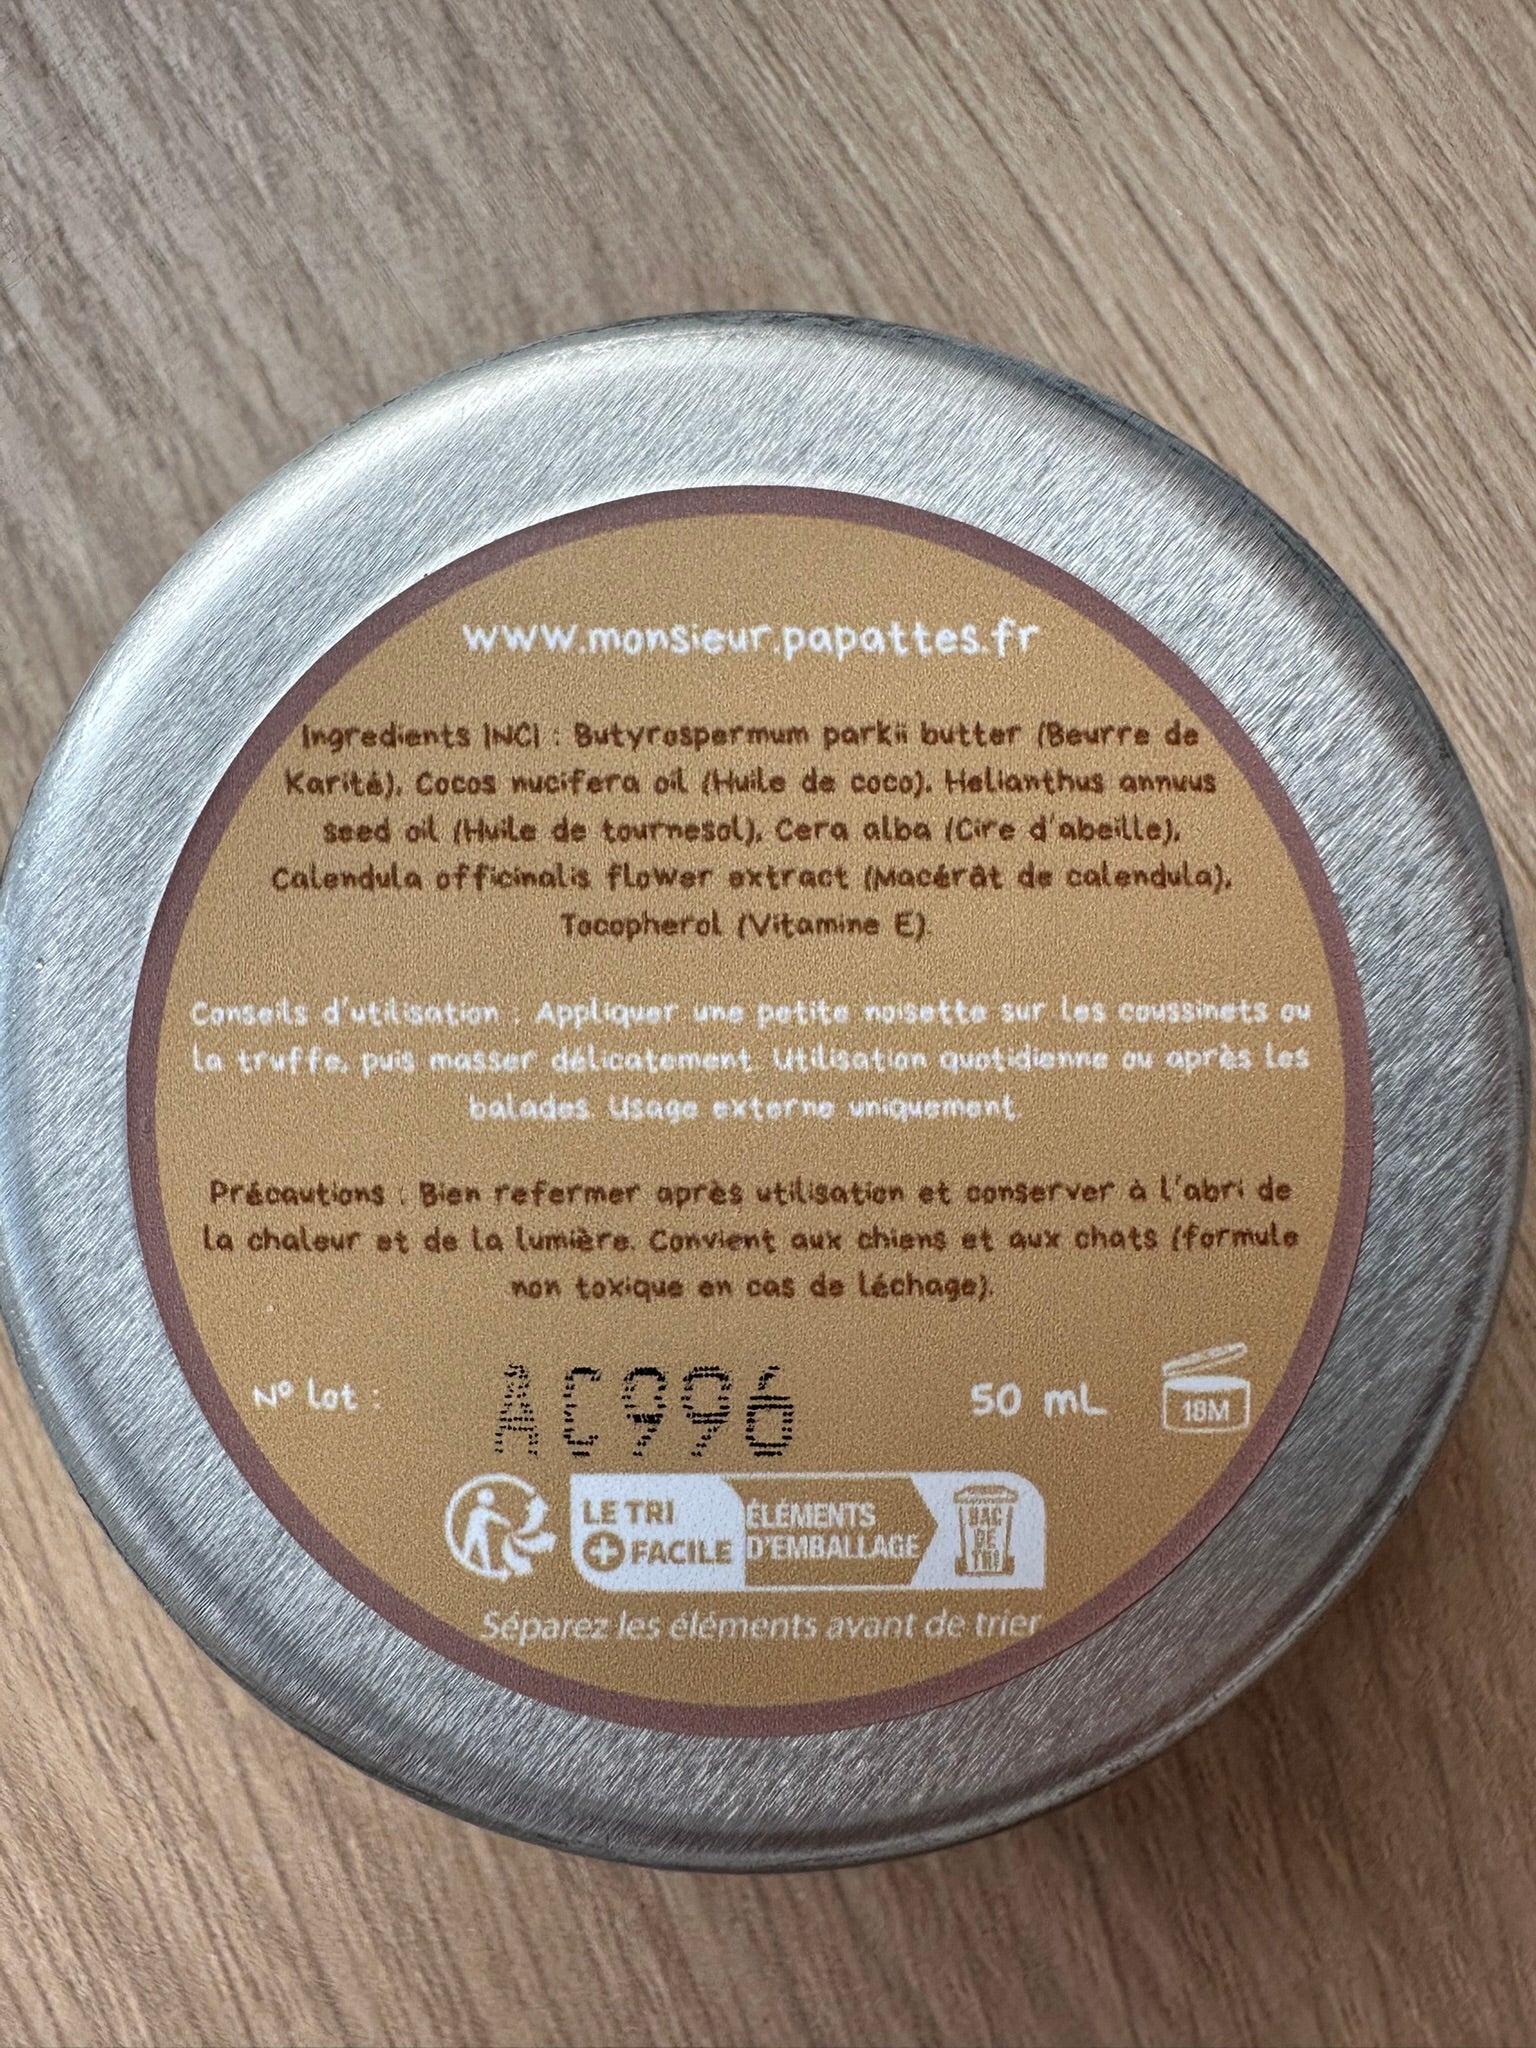 www.monsieur.papattes.fr
Ingredients INCI : Butyrospermum parkii butter (Beurre de
Karité), Cocos nucifera oil (Huile de coco), Helianthus annuus
seed oil (Huile de tournesol), Cera alba (Cire d'abeille),
Calendula officinalis flower extract (Macérât de calendula),
Tocopherol (Vitamine E).
Conseils d'utilisation : Appliquer une petite noisette sur les coussinets ou
la truffe, puis masser délicatement. Utilisation quotidienne ou après les
balades. Usage externe uniquement.
Précautions : Bien refermer après utilisation et conserver à l'abri de
la chaleur et de la lumière. Convient aux chiens et aux chats (formule
non toxique en cas de léchage).
N° lot : AC996 50 mL 18M
LE TRI
+ FACILE
ÉLÉMENTS
D'EMBALLAGE
BAC
DE
TRI
Séparez les éléments avant de trier